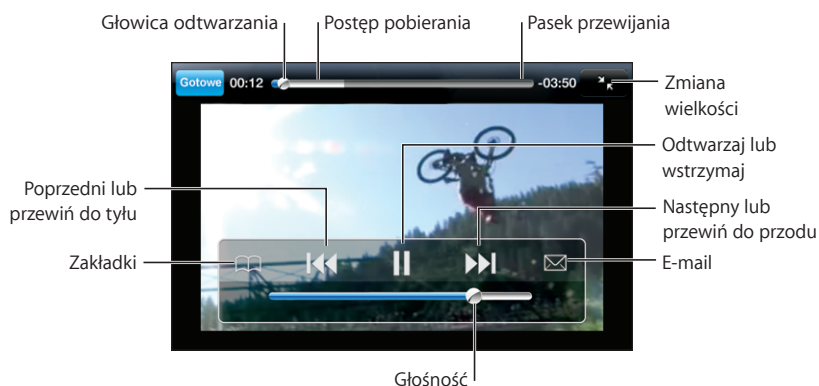 Głowica odtwarzania
Postęp pobierania
Pasek przewijania
Gotowe 00:12 -03:50
Zmiana
wielkości
Odtwarzaj lub
wstrzymaj
Poprzedni lub
przewiń do tyłu
Następny lub
przewiń do przodu
Zakładki
E-mail
Głośność